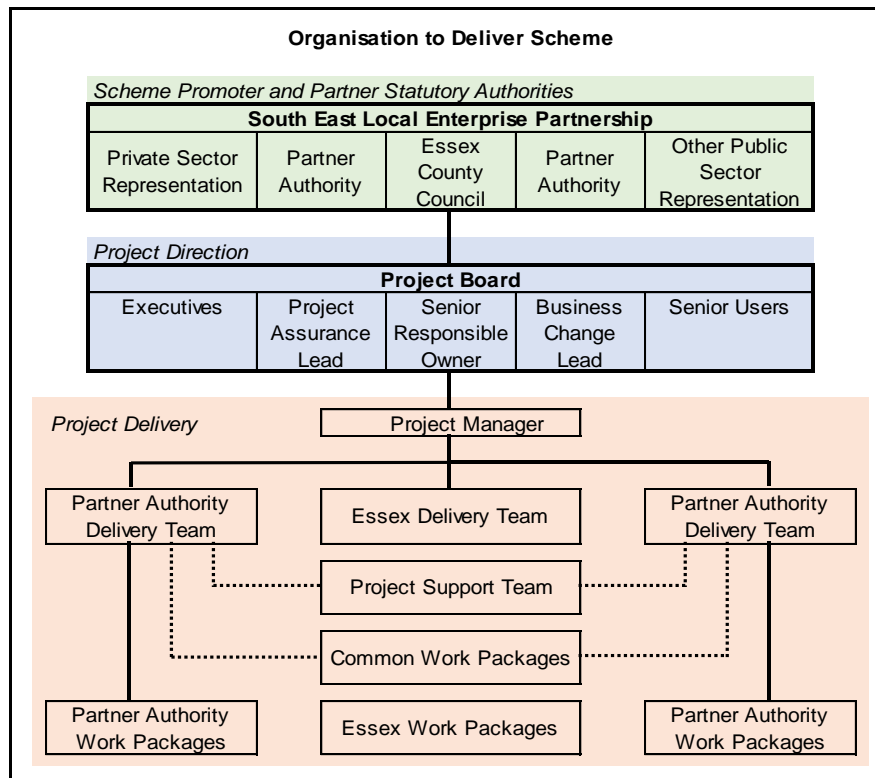 Organisation to Deliver Scheme
Scheme Promoter and Partner Statutory Authorities
South East Local Enterprise Partnership
Private Sector
Representation
Partner
Authority
Essex
County
Council
Partner
Authority
Other Public
Sector
Representation
Project Direction
Project Board
Executives
Project
Assurance
Lead
Senior
Responsible
Owner
Business
Change
Lead
Senior Users
Project Delivery
Project Manager
Partner Authority
Delivery Team
Essex Delivery Team
Partner Authority
Delivery Team
Project Support Team
Common Work Packages
Partner Authority
Work Packages
Essex Work Packages
Partner Authority
Work Packages